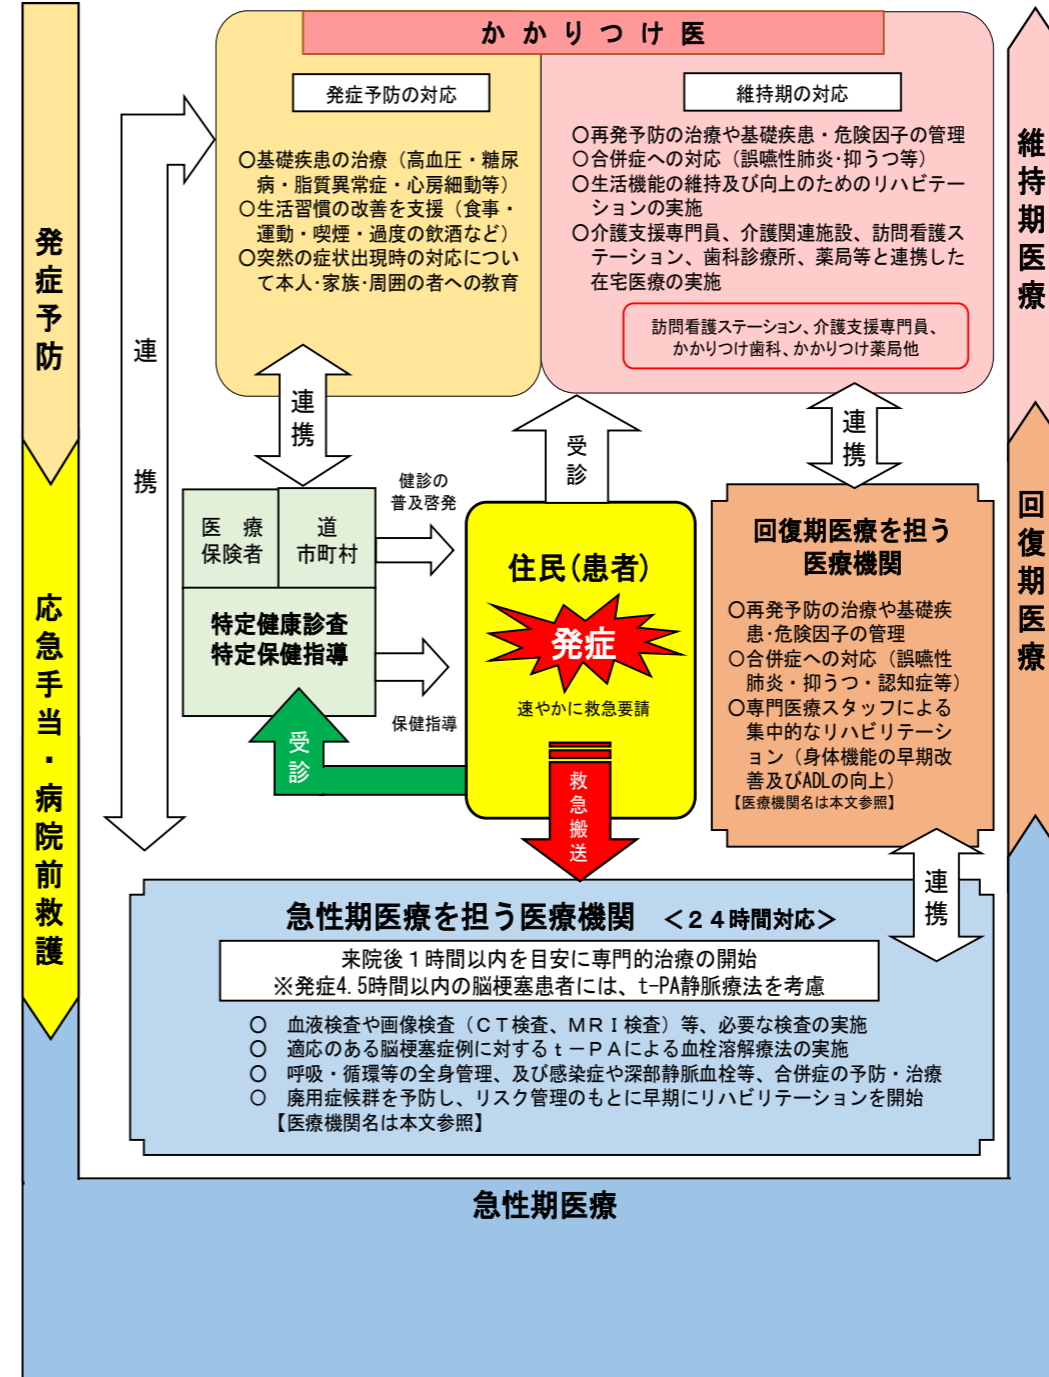 かかりつけ医
発症予防の対応
〇基礎疾患の治療（高血圧・糖尿
病・脂質異常症・心房細動等）
〇生活習慣の改善を支援（食事・
運動・喫煙・過度の飲酒など）
〇突然の症状出現時の対応につい
て本人・家族・周囲の者への教育
維持期の対応
〇再発予防の治療や基礎疾患・危険因子の管理
〇合併症への対応（誤嚥性肺炎・抑うつ等）
〇生活機能の維持及び向上のためのリハビテー
ションの実施
〇介護支援専門員、介護関連施設、訪問看護ス
テーション、歯科診療所、薬局等と連携した
在宅医療の実施
訪問看護ステーション、介護支援専門員、
かかりつけ歯科、かかりつけ薬局他
発症予防
応急手当・病院前救護
維持期医療
回復期医療
連携
連携
受診
連携
医療
保険者
道
市町村
特定健康診査
特定保健指導
健診の
普及啓発
保健指導
受診
住民(患者)
発症
速やかに救急要請
救急搬送
回復期医療を担う
医療機関
〇再発予防の治療や基礎疾
患・危険因子の管理
〇合併症への対応（誤嚥性
肺炎・抑うつ・認知症等）
〇専門医療スタッフによる
集中的なリハビリテーシ
ョン（身体機能の早期改
善及びADLの向上）
【医療機関名は本文参照】
連携
急性期医療を担う医療機関 ＜２４時間対応＞
来院後１時間以内を目安に専門的治療の開始
※発症4.5時間以内の脳梗塞患者には、t-PA静脈療法を考慮
〇 血液検査や画像検査（ＣＴ検査、ＭＲＩ検査）等、必要な検査の実施
〇 適応のある脳梗塞症例に対するｔ－ＰＡによる血栓溶解療法の実施
〇 呼吸・循環等の全身管理、及び感染症や深部静脈血栓等、合併症の予防・治療
〇 廃用症候群を予防し、リスク管理のもとに早期にリハビリテーションを開始
【医療機関名は本文参照】
急性期医療